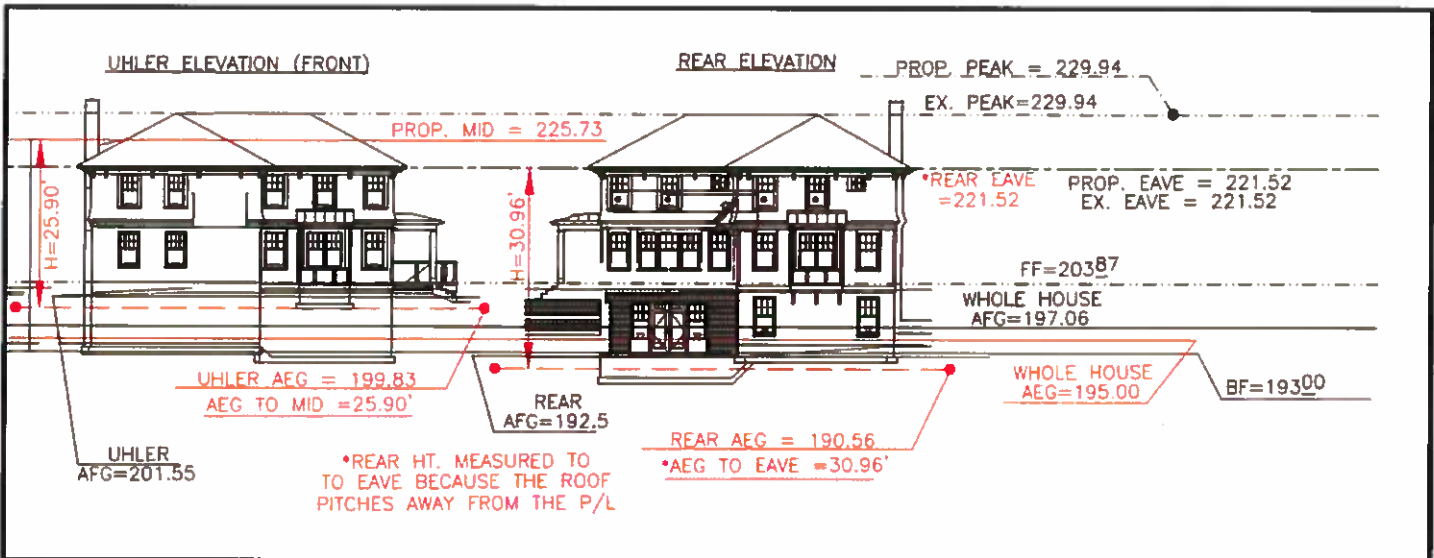 UHLER ELEVATION (FRONT)
REAR ELEVATION
PROP. PEAK = 229.94
EX. PEAK=229.94
PROP. MID = 225.73
H=25.90'
H=30.96'
*REAR EAVE
=221.52
PROP. EAVE = 221.52
EX. EAVE = 221.52
FF=20387
WHOLE HOUSE
AFG=197.06
UHLER AEG = 199.83
AEG TO MID =25.90'
REAR
AFG=192.5
WHOLE HOUSE
AEG=195.00
BF=19300
UHLER
AFG=201.55
*REAR HT. MEASURED TO
TO EAVE BECAUSE THE ROOF
PITCHES AWAY FROM THE P/L
REAR AEG = 190.56
*AEG TO EAVE =30.96'